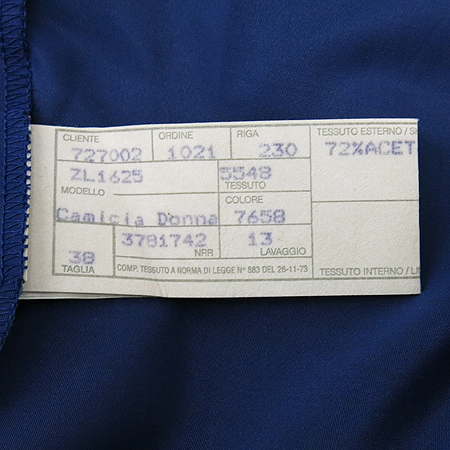 CLIENTE ORDINE RIGA TESSUTO ESTERNO /
727002 1021 230 72%ACET
ZL1625 5548
MODELLO TESSUTO
COLORE
Camicia Donna 7658
3781742 13
38 NRR LAVAGGIO
TAGLIA COMP. TESSUTO A NORMA DI LEGGE N° 883 DEL 26-11-73 TESSUTO INTERNO / LI